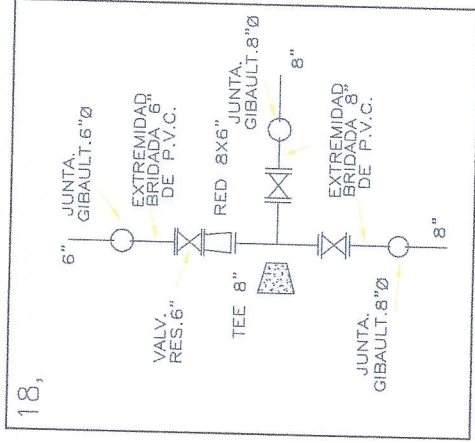 18,
6"
JUNTA.
GIBAULT.6"Ø
EXTREMIDAD
BRIDADA 6"
DE P.V.C.
VALV.
RES.6"
RED 8X6"
JUNTA.
GIBAULT.8"Ø
8"
TEE 8"
EXTREMIDAD
BRIDADA 8"
DE P.V.C.
JUNTA.
GIBAULT.8"Ø
8"